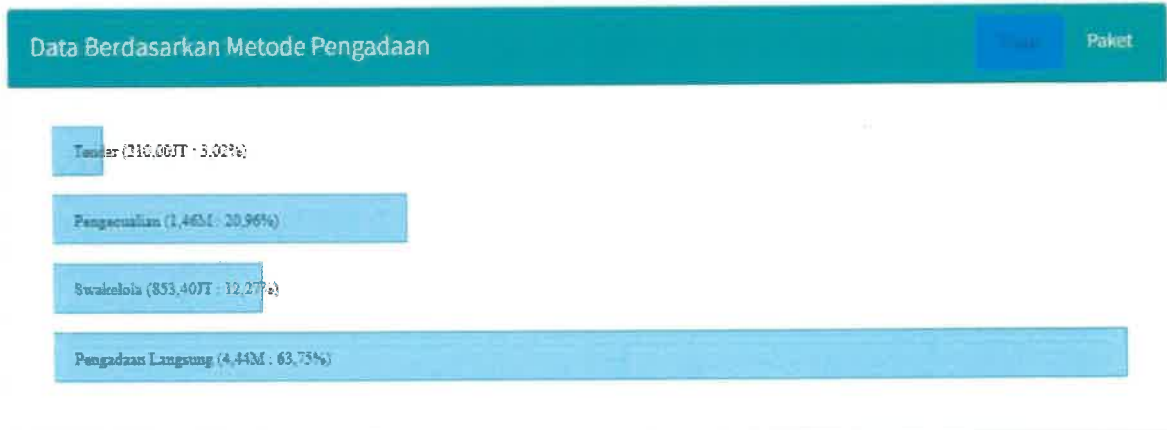 Data Berdasarkan Metode Pengadaan
Paket
Tender (210,00JT : 3,02%)
Pengecualian (1,46M : 20,96%)
Swakelola (853,40JT : 12,27%)
Pengadaan Langsung (4,44M : 63,75%)